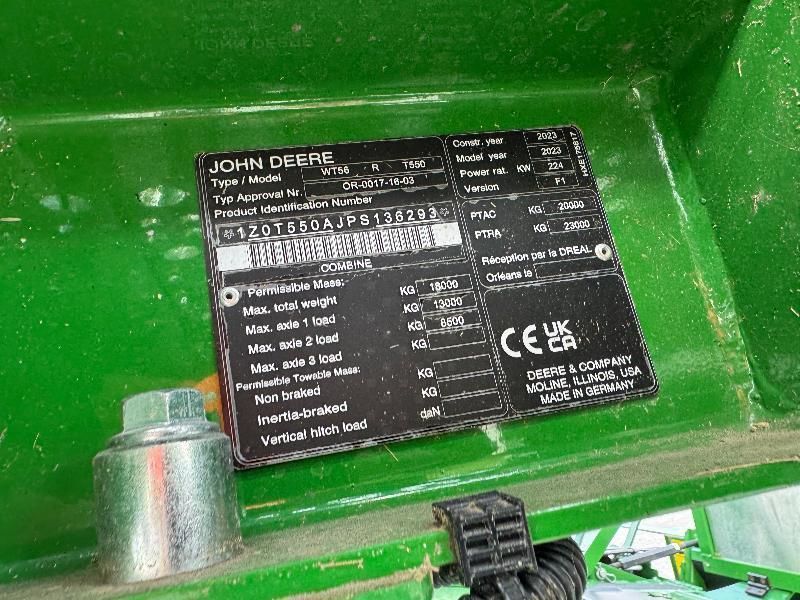 JOHN DEERE
Type / Model WT56 R T550
Typ Approval Nr. OR-0017-16-03
Product Identification Number
*1Z0T550AJPS136293*
COMBINE
Permissible Mass:
Max. total weight KG 18000
Max. axle 1 load KG 13000
Max. axle 2 load KG 8500
Max. axle 3 load
Permissible Towable Mass:
Non braked KG
Inertia-braked KG
Vertical hitch load daN
Constr. year 2023
Model year 2023
Power rat. KW 224
Version F1
PTAC KG 20000
PTRA KG 23000
Réception par la DREAL
Orléans le
CE UK
CA
DEERE & COMPANY
MOLINE, ILLINOIS, USA
MADE IN GERMANY